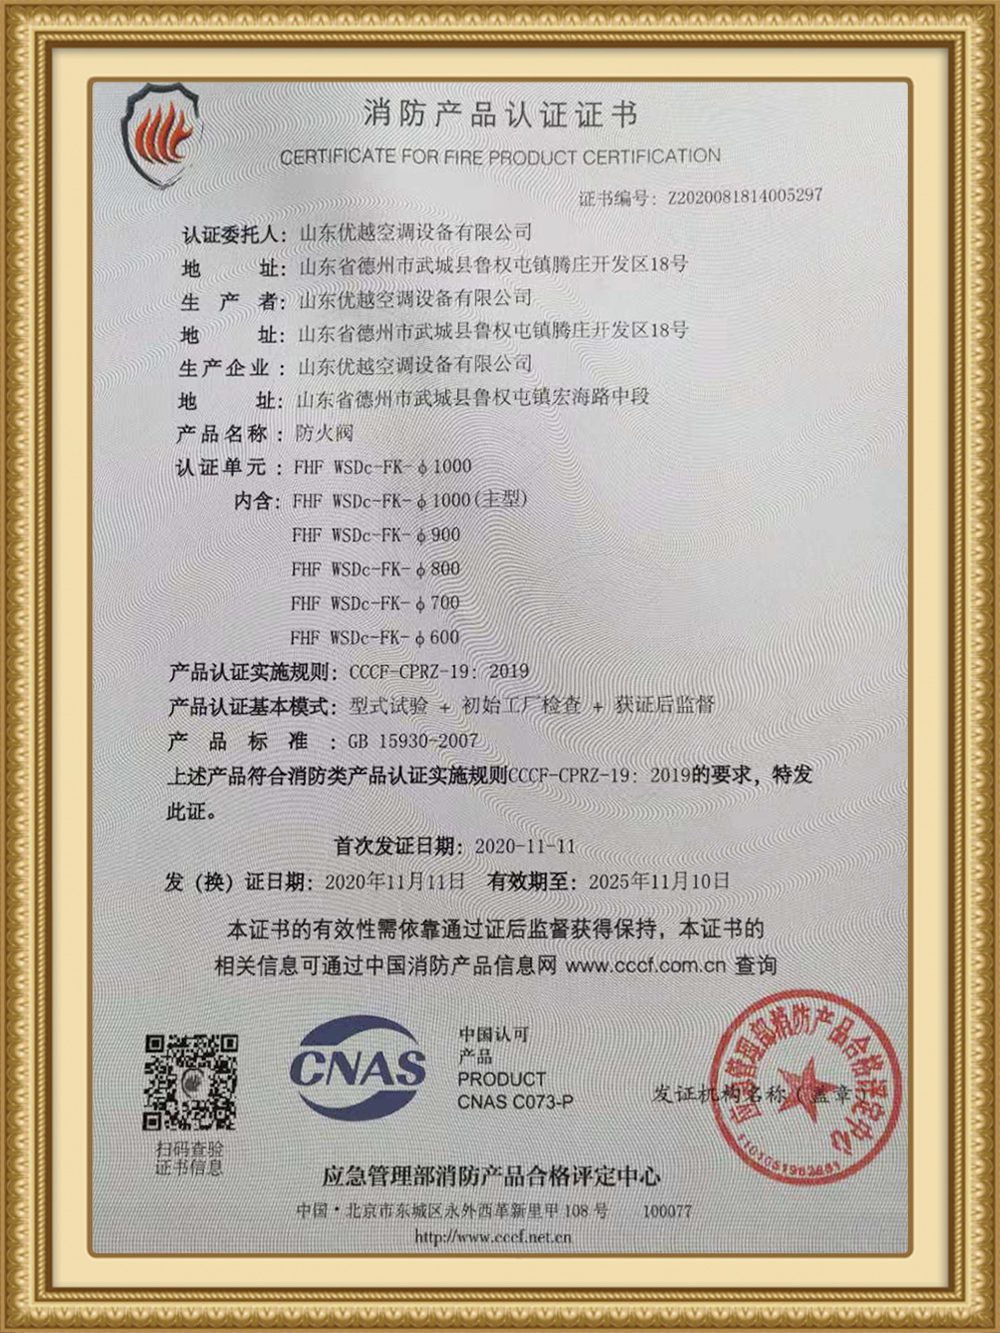 消防产品认证证书
CERTIFICATE FOR FIRE PRODUCT CERTIFICATION
证书编号：Z2020081814005297
认证委托人：山东优越空调设备有限公司
地 址：山东省德州市武城县鲁权屯镇腾庄开发区18号
生 产 者：山东优越空调设备有限公司
地 址：山东省德州市武城县鲁权屯镇腾庄开发区18号
生产企业：山东优越空调设备有限公司
地 址：山东省德州市武城县鲁权屯镇宏海路中段
产品名称：防火阀
认证单元：FHF WSDc-FK-φ1000
内含：FHF WSDc-FK-φ1000(主型)
FHF WSDc-FK-φ900
FHF WSDc-FK-φ800
FHF WSDc-FK-φ700
FHF WSDc-FK-φ600
产品认证实施规则：CCCF-CPRZ-19：2019
产品认证基本模式：型式试验 + 初始工厂检查 + 获证后监督
产 品 标 准 ：GB 15930-2007
上述产品符合消防类产品认证实施规则CCCF-CPRZ-19：2019的要求，特发
此证。
首次发证日期：2020-11-11
发（换）证日期：2020年11月11日 有效期至：2025年11月10日
本证书的有效性需依靠通过证后监督获得保持，本证书的
相关信息可通过中国消防产品信息网 www.cccf.com.cn 查询
扫码查验
证书信息
CNAS
中国认可
产品
PRODUCT
CNAS C073-P
发证机构名称（盖章）
应急管理部消防产品合格评定中心
1101051982651
应急管理部消防产品合格评定中心
中国·北京市东城区永外西革新里甲108号 100077
http://www.cccf.net.cn